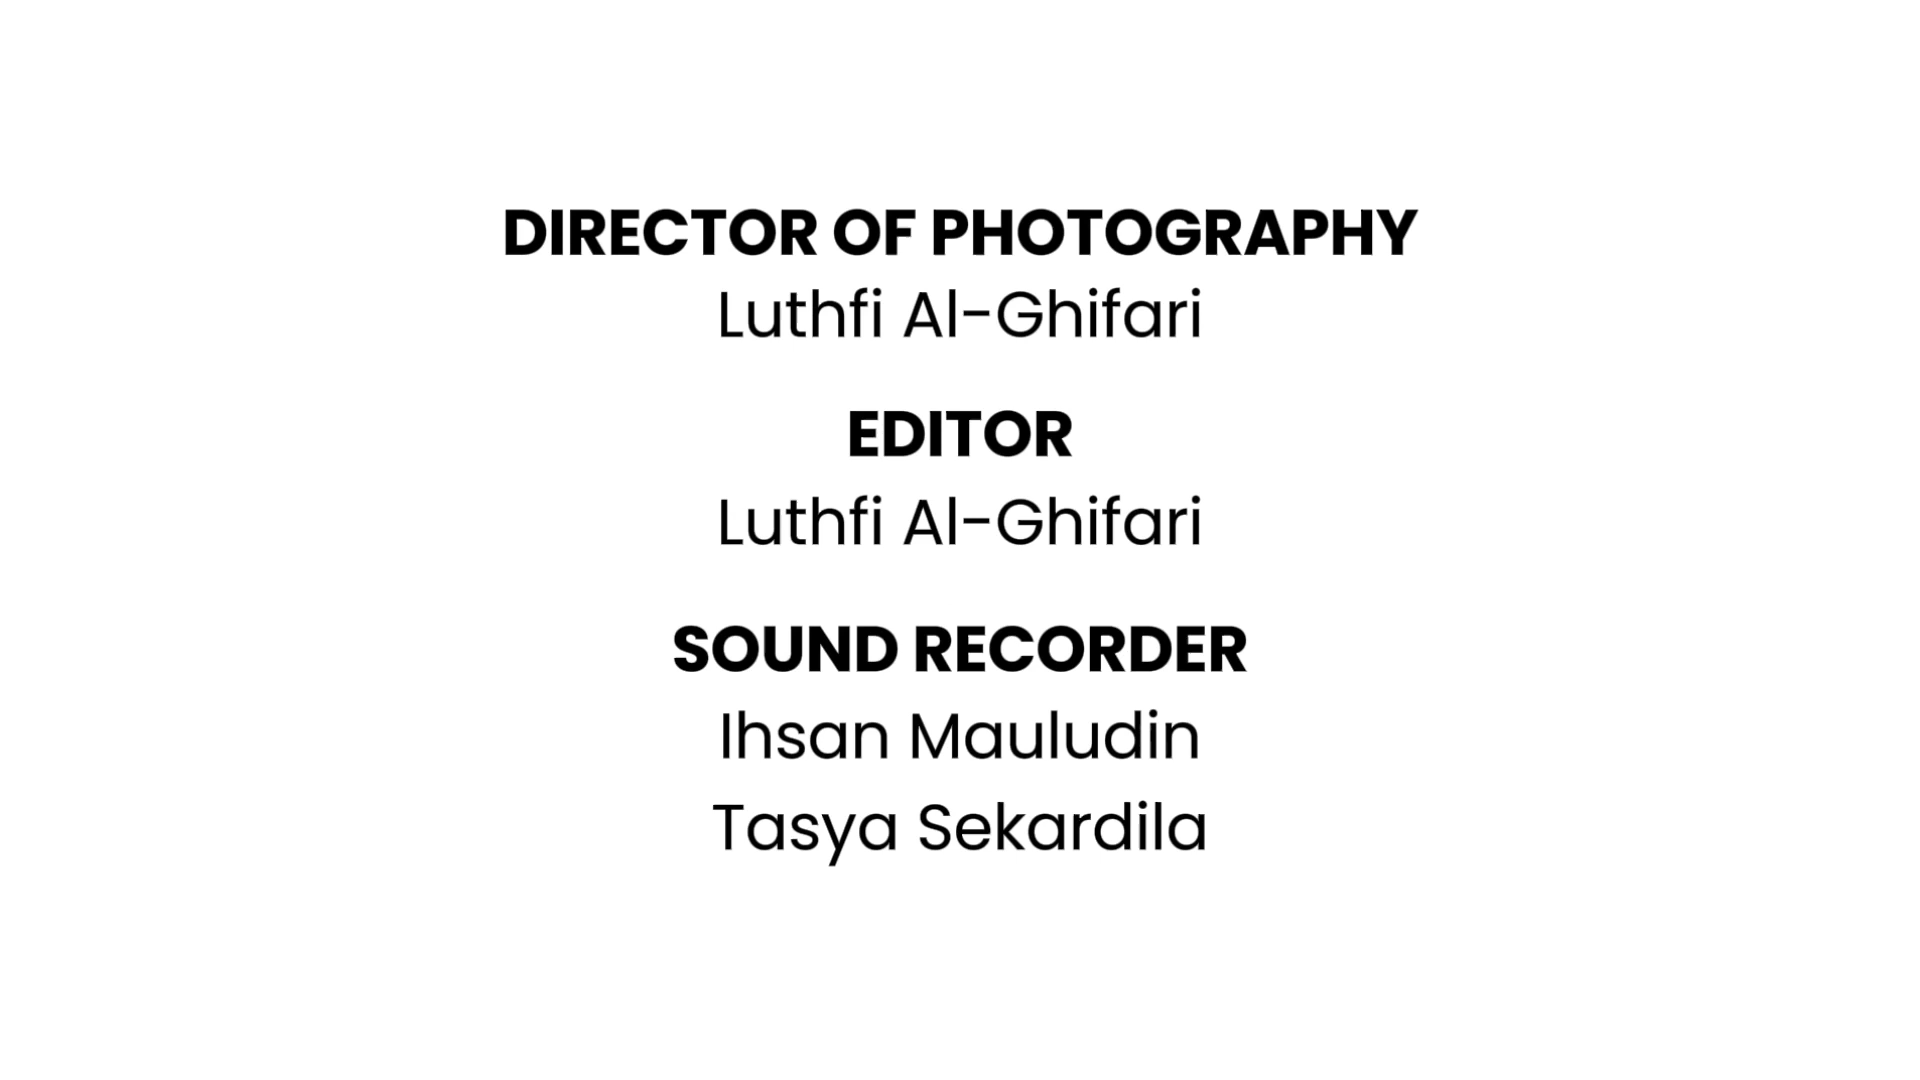 DIRECTOR OF PHOTOGRAPHY
Luthfi Al-Ghifari
EDITOR
Luthfi Al-Ghifari
SOUND RECORDER
Ihsan Mauludin
Tasya Sekardila